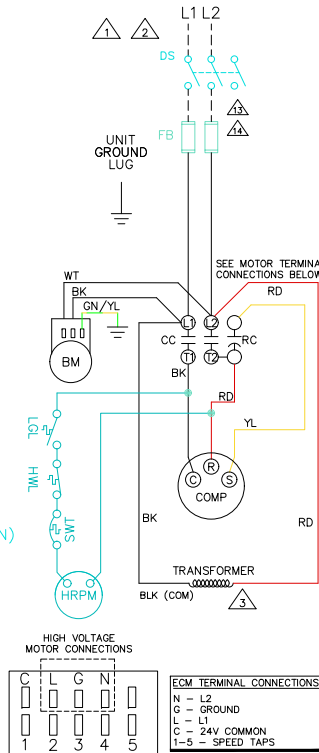 L1 L2
1
2
DS
13
14
FB
UNIT
GROUND
LUG
SEE MOTOR TERMINA
CONNECTIONS BELOW
WT
BK
RD
GN/YL
BM
L1
L2
CC
RC
T1
T2
BK
RD
YL
LGL
HWL
SWT
N)
C
R
S
COMP
BK
RD
TRANSFORMER
HRPM
BLK (COM)
3
HIGH VOLTAGE
MOTOR CONNECTIONS
C L G N
1 2 3 4 5
ECM TERMINAL CONNECTIONS
N – L2
G – GROUND
L – L1
C – 24V COMMON
1–5 – SPEED TAPS